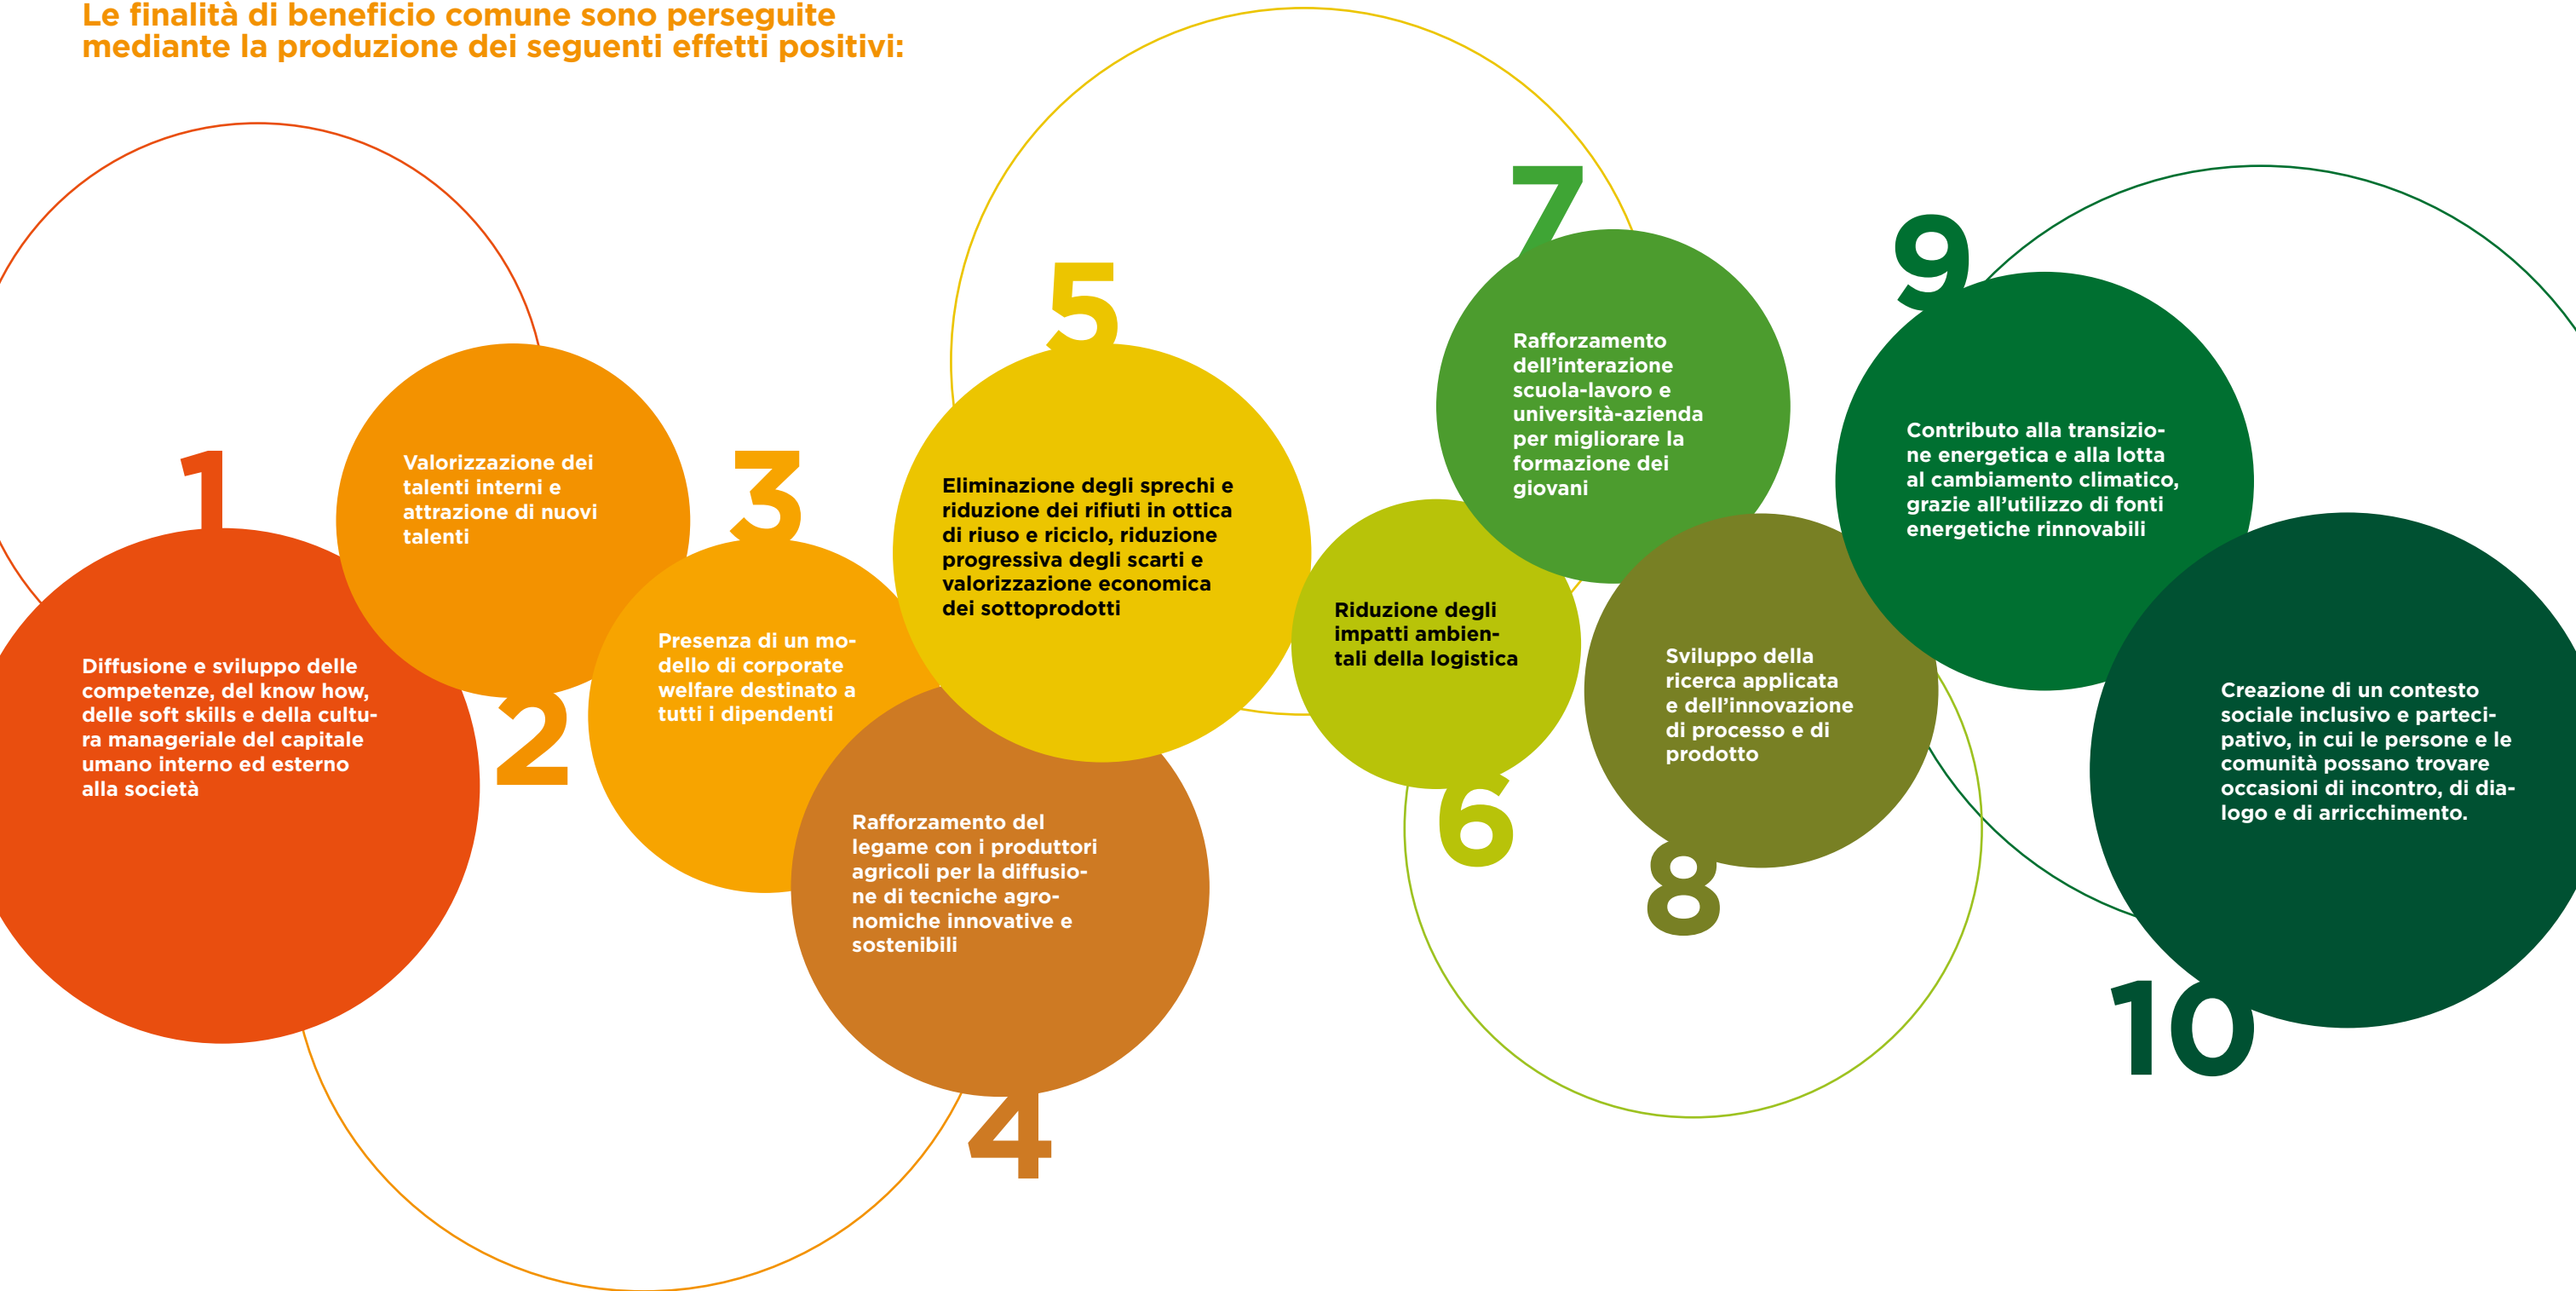 Le finalità di beneficio comune sono perseguite
mediante la produzione dei seguenti effetti positivi:
1
Diffusione e sviluppo delle
competenze, del know how,
delle soft skills e della cultu-
ra manageriale del capitale
umano interno ed esterno
alla società
2
Valorizzazione dei
talenti interni e
attrazione di nuovi
talenti
3
Presenza di un mo-
dello di corporate
welfare destinato a
tutti i dipendenti
4
Rafforzamento del
legame con i produttori
agricoli per la diffusio-
ne di tecniche agro-
nomiche innovative e
sostenibili
5
Eliminazione degli sprechi e
riduzione dei rifiuti in ottica
di riuso e riciclo, riduzione
progressiva degli scarti e
valorizzazione economica
dei sottoprodotti
6
Riduzione degli
impatti ambien-
tali della logistica
7
Rafforzamento
dell’interazione
scuola-lavoro e
università-azienda
per migliorare la
formazione dei
giovani
8
Sviluppo della
ricerca applicata
e dell’innovazione
di processo e di
prodotto
9
Contributo alla transizio-
ne energetica e alla lotta
al cambiamento climatico,
grazie all’utilizzo di fonti
energetiche rinnovabili
10
Creazione di un contesto
sociale inclusivo e parteci-
pativo, in cui le persone e le
comunità possano trovare
occasioni di incontro, di dia-
logo e di arricchimento.